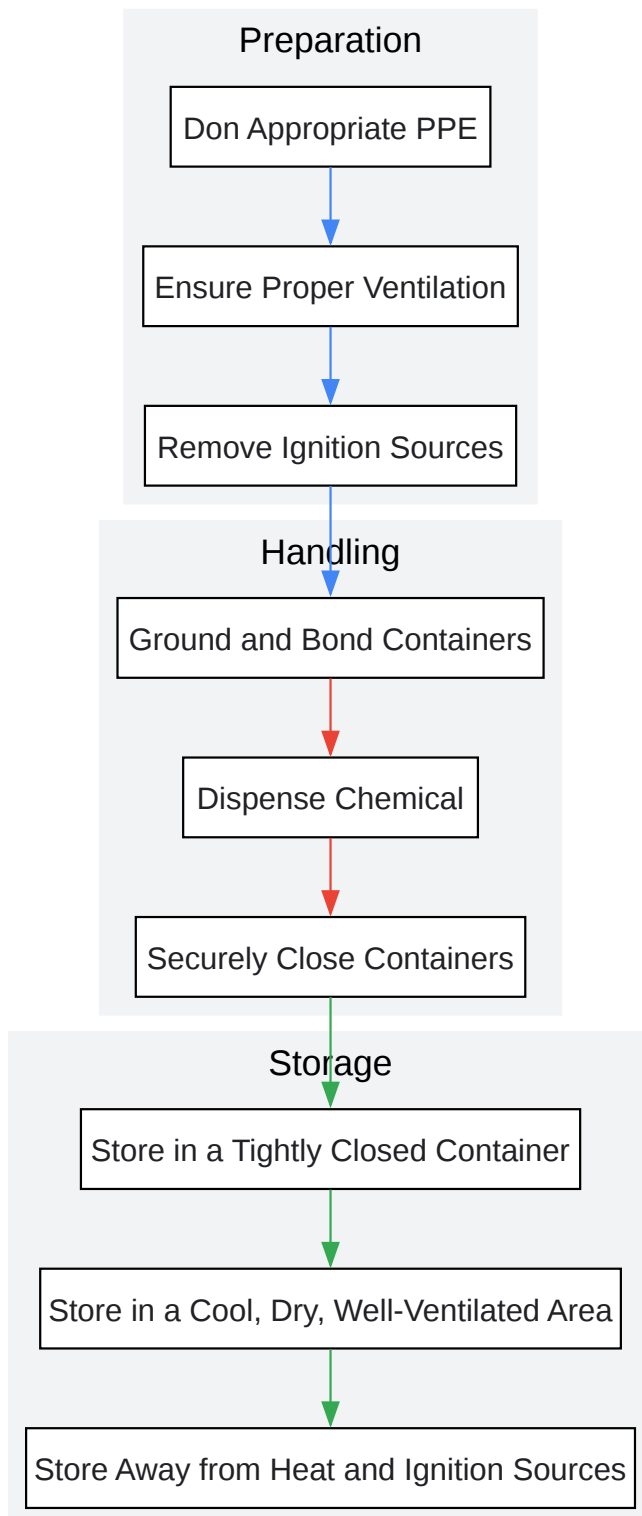 Preparation
Don Appropriate PPE
Ensure Proper Ventilation
Remove Ignition Sources
Handling
Ground and Bond Containers
Dispense Chemical
Securely Close Containers
Storage
Store in a Tightly Closed Container
Store in a Cool, Dry, Well-Ventilated Area
Store Away from Heat and Ignition Sources